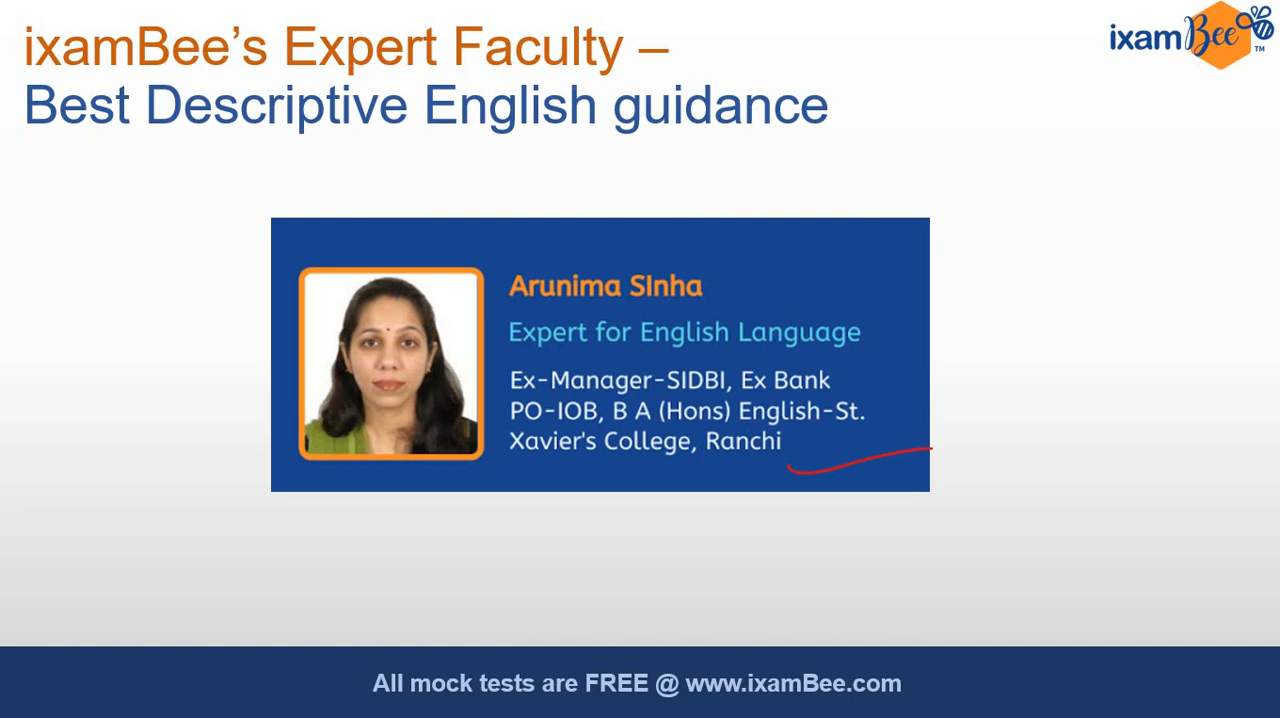 ixamBee’s Expert Faculty –
Best Descriptive English guidance
ixamBee TM
Arunima SInha
Expert for English Language
Ex-Manager-SIDBI, Ex Bank
PO-IOB, B A (Hons) English-St.
Xavier's College, Ranchi
All mock tests are FREE @ www.ixamBee.com